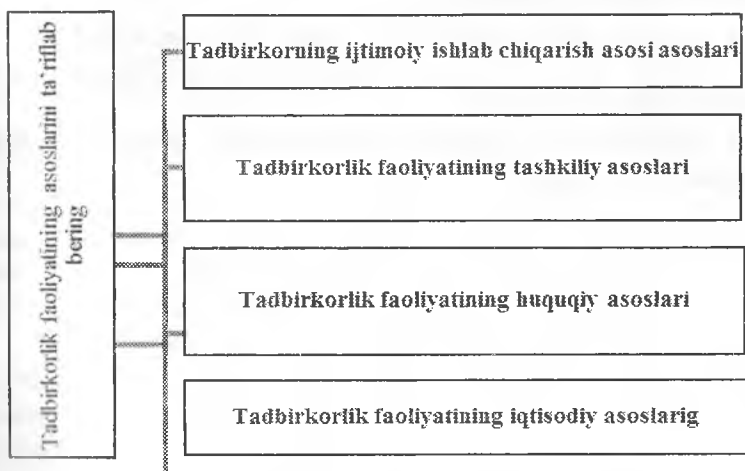 Tadbirkorlik faoliyatining asoslarini ta`riflab
bering
Tadbirkorning ijtimoiy ishlab chiqarish asosi asoslari
Tadbirkorlik faoliyatining tashkiliy asoslari
Tadbirkorlik faoliyatining huquqiy asoslari
Tadbirkorlik faoliyatining iqtisodiy asoslarig